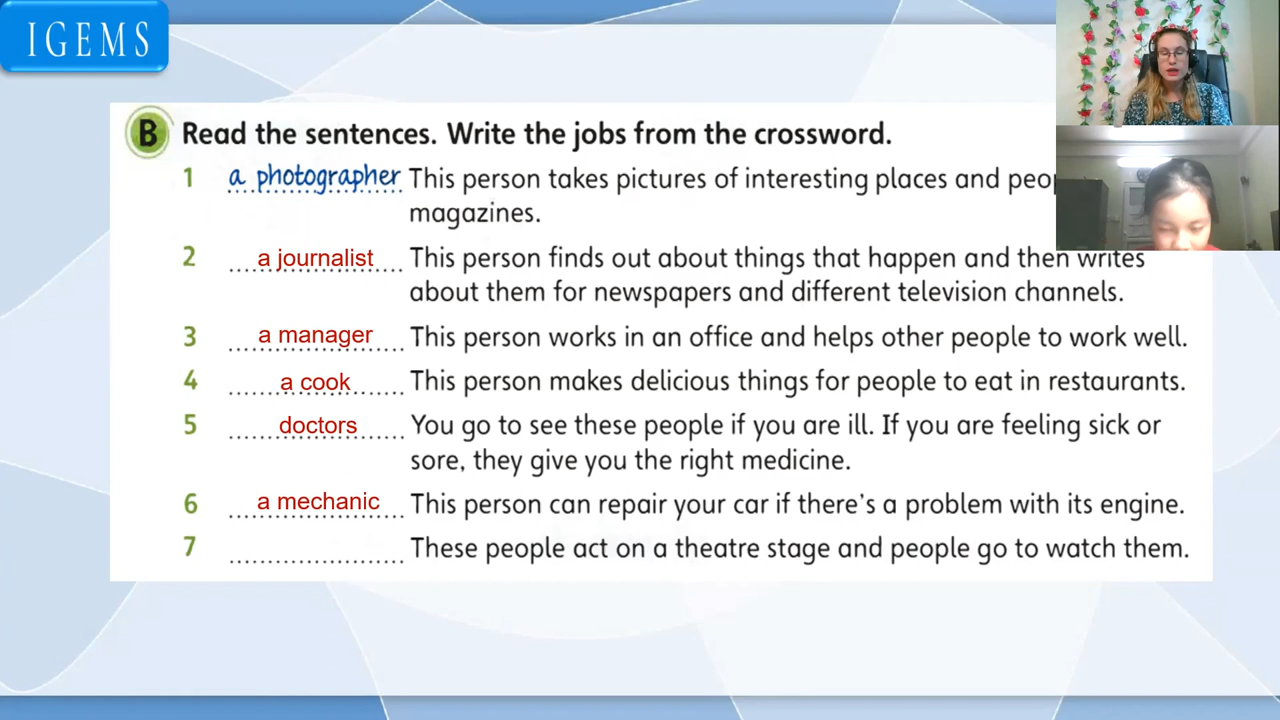 IGEMS
B Read the sentences. Write the jobs from the crossword.
1 a photographer This person takes pictures of interesting places and
magazines.
2 a journalist This person finds out about things that happen and then writes
about them for newspapers and different television channels.
3 a manager This person works in an office and helps other people to work well.
4 a cook This person makes delicious things for people to eat in restaurants.
5 doctors You go to see these people if you are ill. If you are feeling sick or
sore, they give you the right medicine.
6 a mechanic This person can repair your car if there's a problem with its engine.
7 These people act on a theatre stage and people go to watch them.